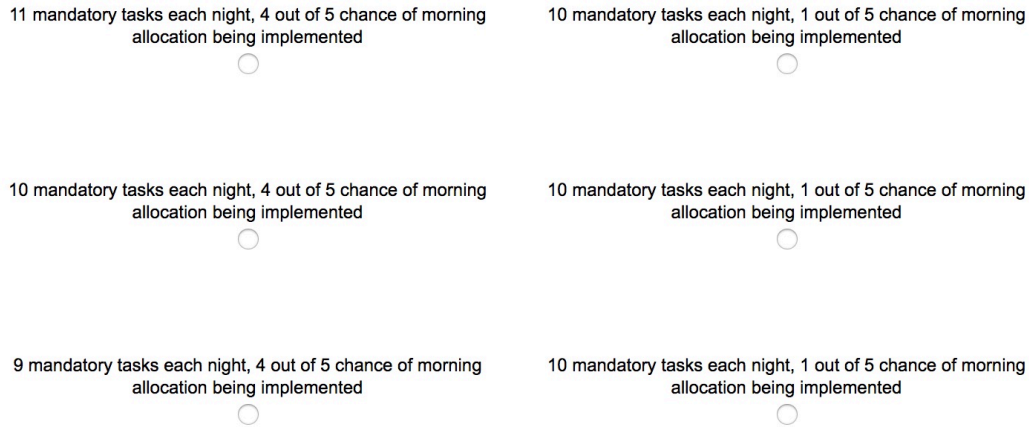 11 mandatory tasks each night, 4 out of 5 chance of morning
allocation being implemented
10 mandatory tasks each night, 1 out of 5 chance of morning
allocation being implemented
10 mandatory tasks each night, 4 out of 5 chance of morning
allocation being implemented
10 mandatory tasks each night, 1 out of 5 chance of morning
allocation being implemented
9 mandatory tasks each night, 4 out of 5 chance of morning
allocation being implemented
10 mandatory tasks each night, 1 out of 5 chance of morning
allocation being implemented